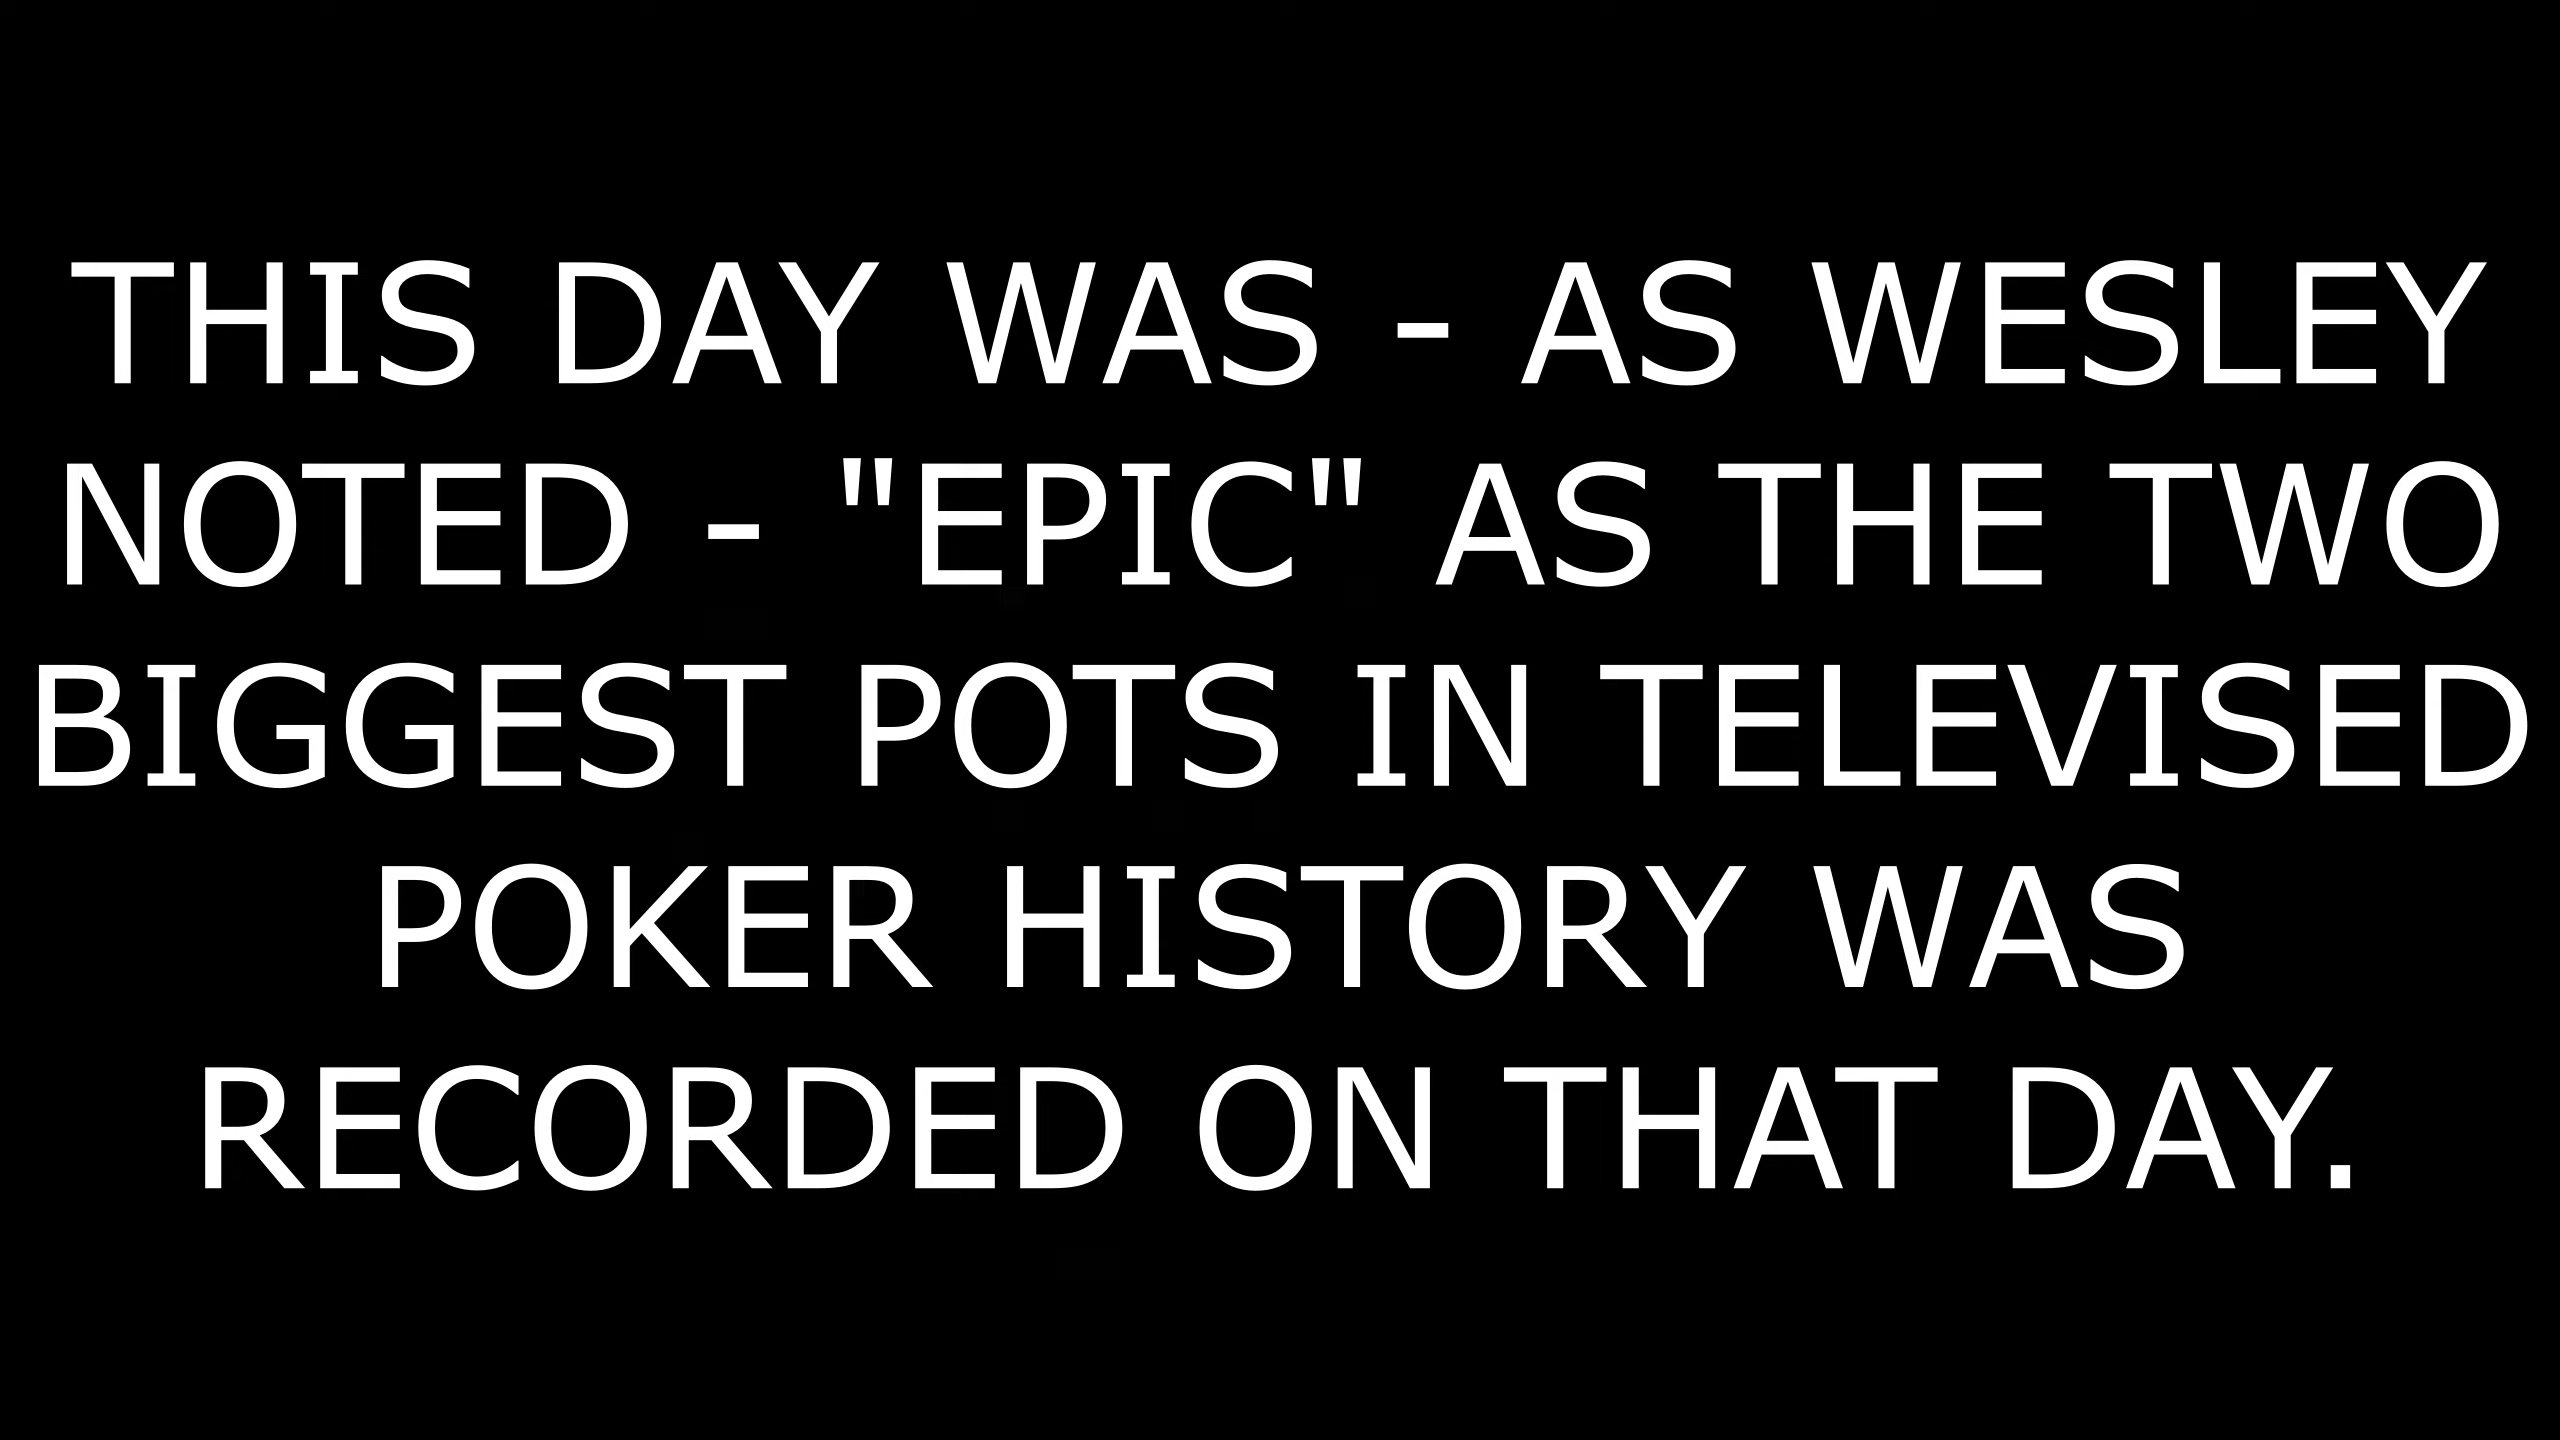 THIS DAY WAS - AS WESLEY
NOTED - "EPIC" AS THE TWO
BIGGEST POTS IN TELEVISED
POKER HISTORY WAS
RECORDED ON THAT DAY.